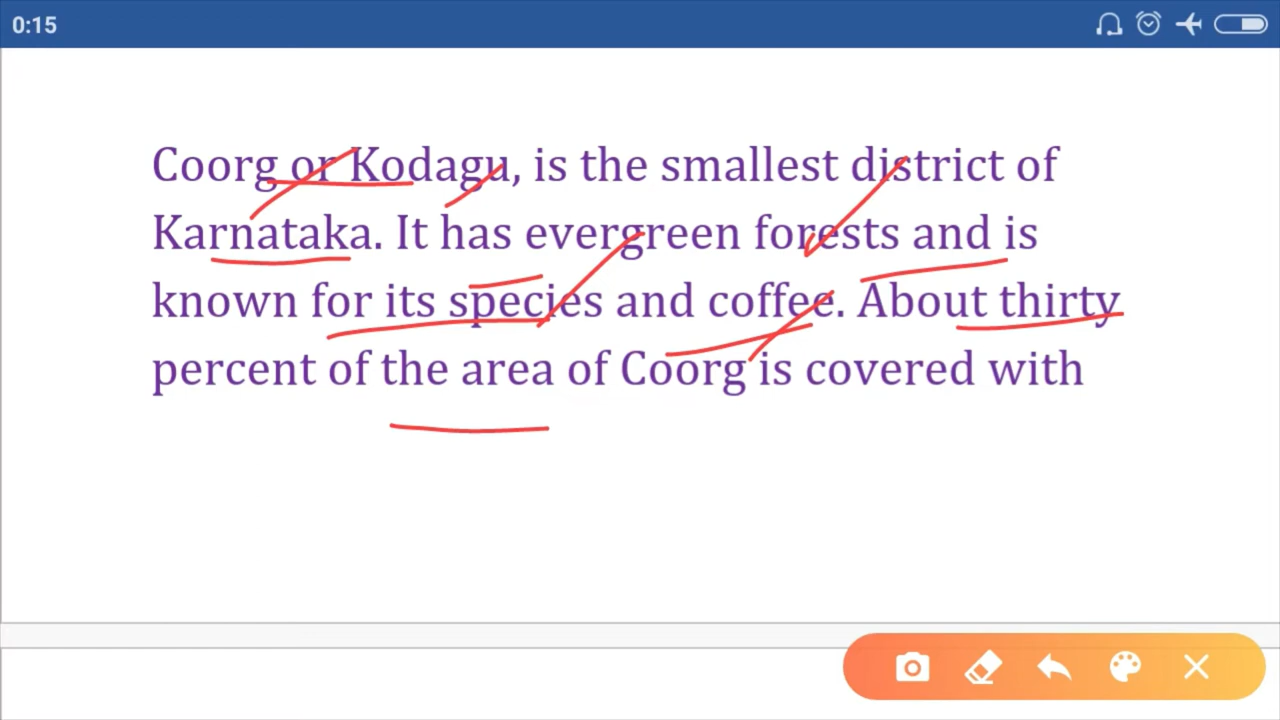 0:15
Coorg or Kodagu, is the smallest district of
Karnataka. It has evergreen forests and is
known for its species and coffee. About thirty
percent of the area of Coorg is covered with